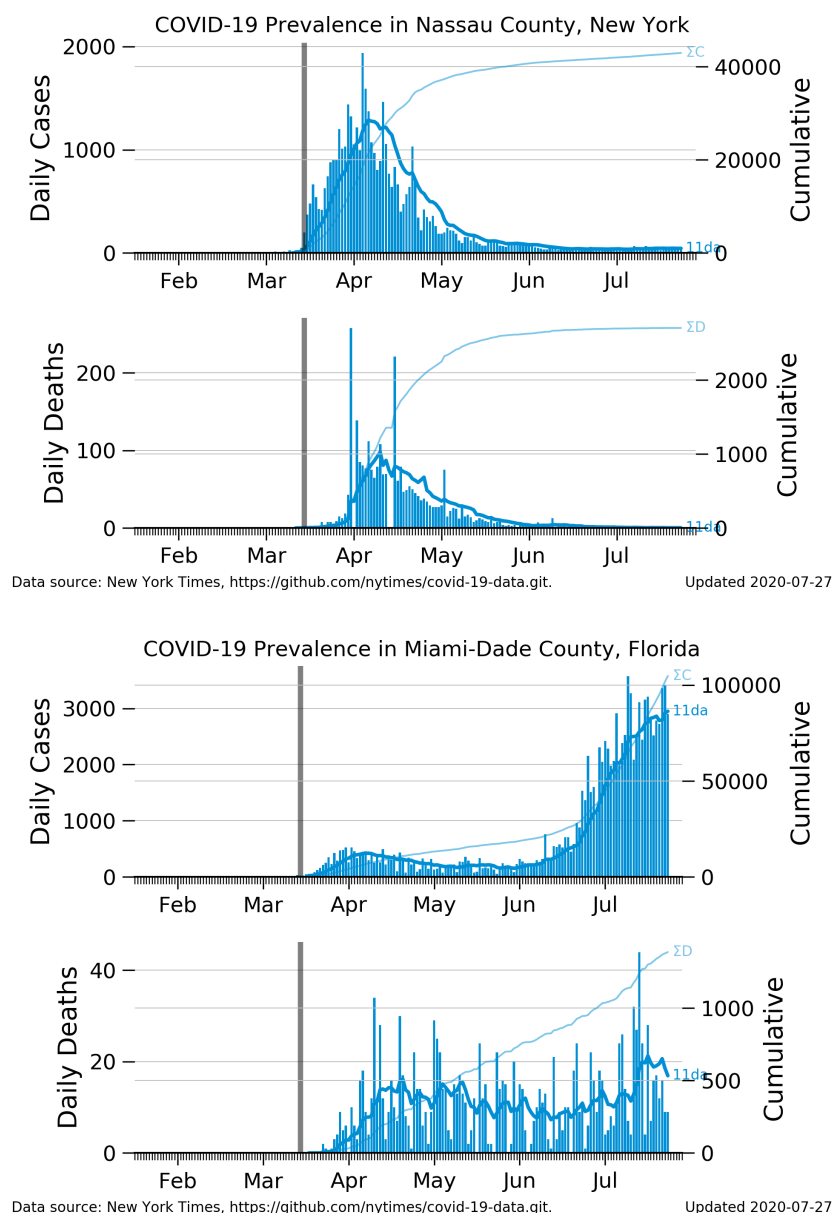 COVID-19 Prevalence in Nassau County, New York
2000
1000
0
Daily Cases
ΣC
40000
20000
0
Cumulative
11da
Feb Mar Apr May Jun Jul
200
100
0
Daily Deaths
ΣD
2000
1000
0
Cumulative
11da
Feb Mar Apr May Jun Jul
Data source: New York Times, https://github.com/nytimes/covid-19-data.git. Updated 2020-07-27
COVID-19 Prevalence in Miami-Dade County, Florida
3000
2000
1000
0
Daily Cases
ΣC
11da
100000
50000
0
Cumulative
Feb Mar Apr May Jun Jul
40
20
0
Daily Deaths
ΣD
11da
1000
500
0
Cumulative
Feb Mar Apr May Jun Jul
Data source: New York Times, https://github.com/nytimes/covid-19-data.git. Updated 2020-07-27